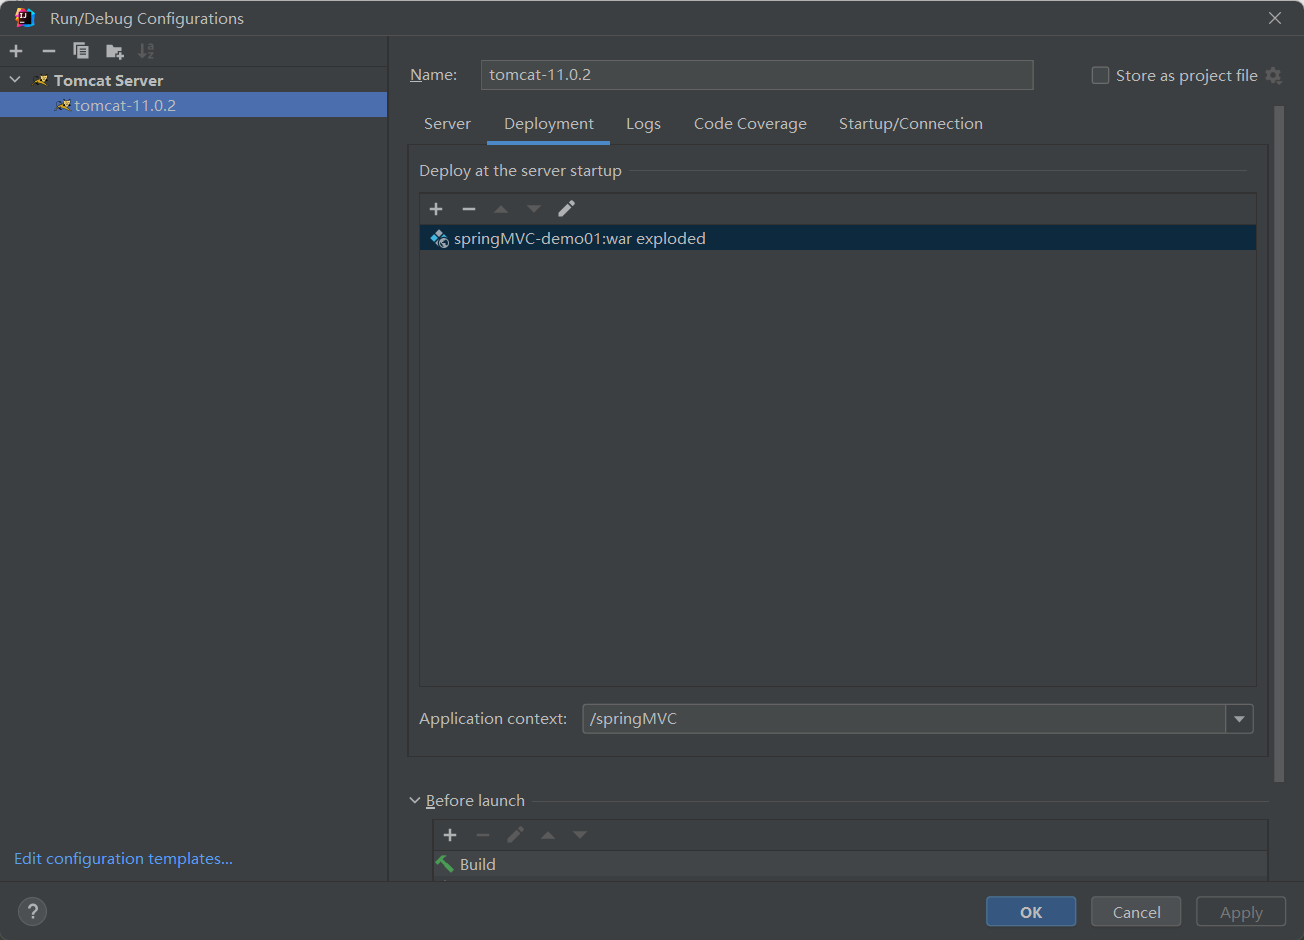 Run/Debug Configurations
Tomcat Server
tomcat-11.0.2
Edit configuration templates...
Name: tomcat-11.0.2 Store as project file
Server Deployment Logs Code Coverage Startup/Connection
Deploy at the server startup
springMVC-demo01:war exploded
Application context: /springMVC
Before launch
Build
? OK Cancel Apply